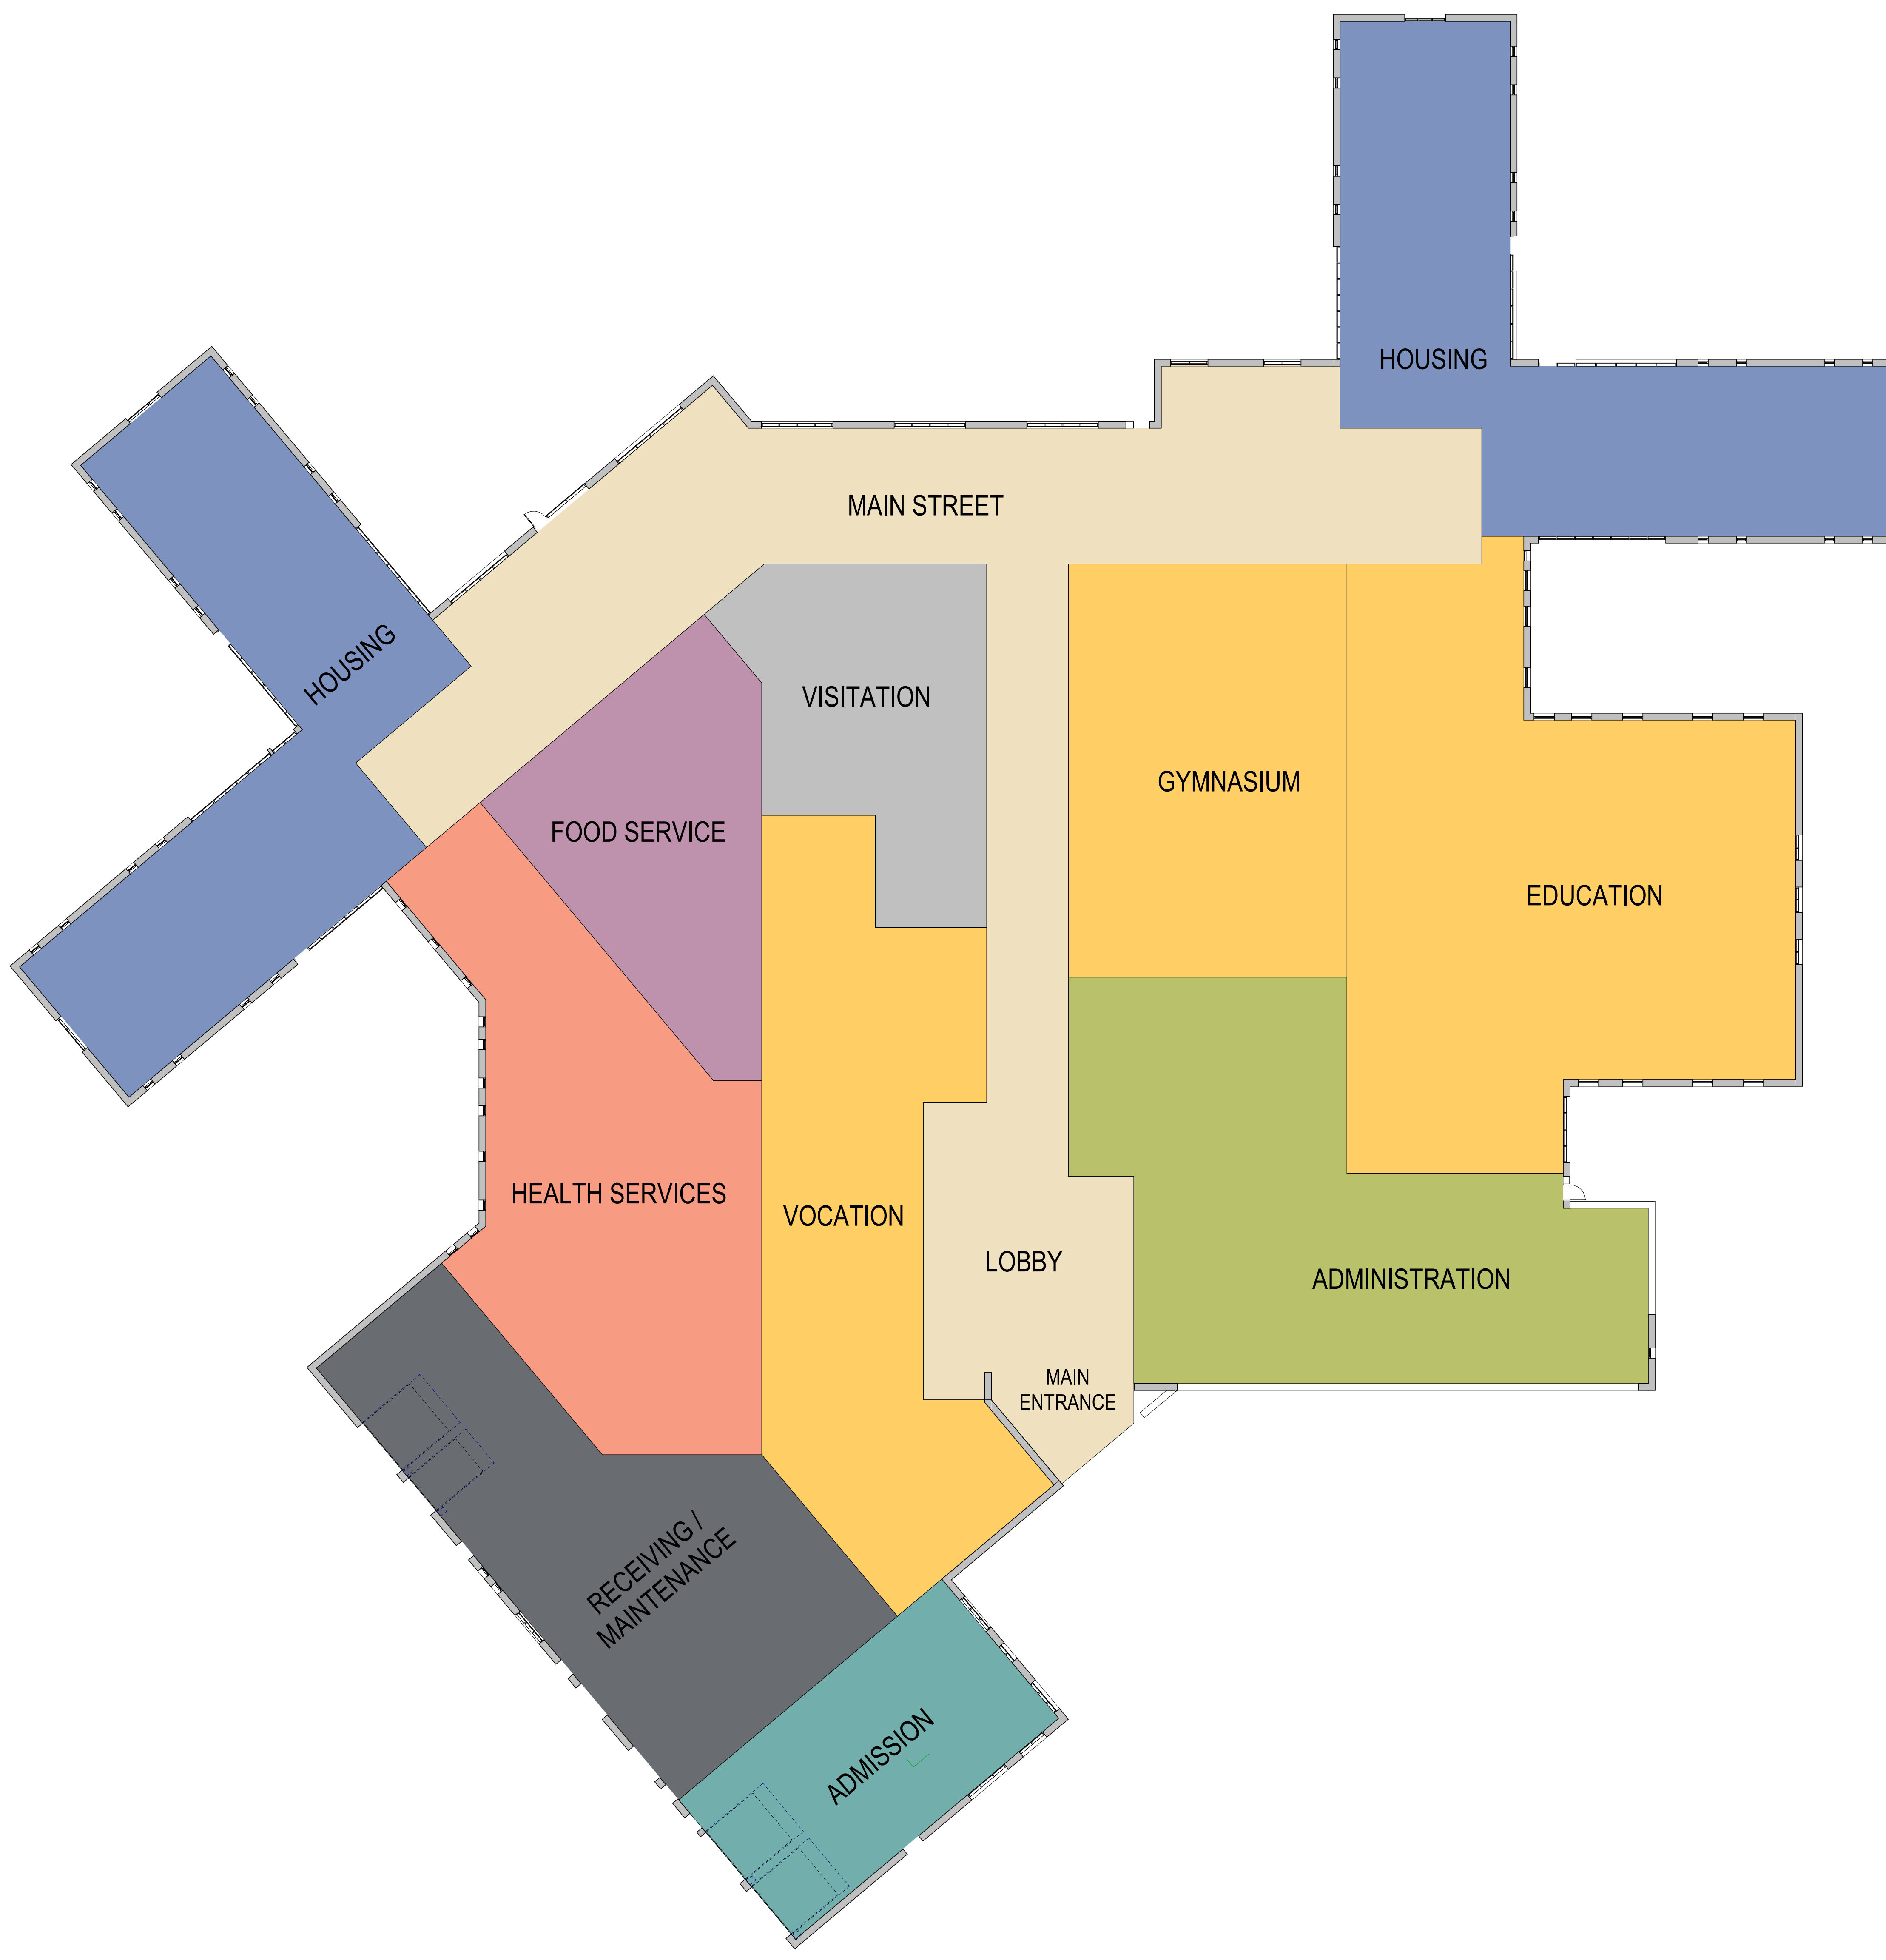 HOUSING
MAIN STREET
HOUSING
VISITATION
GYMNASIUM
FOOD SERVICE
EDUCATION
HEALTH SERVICES
VOCATION
LOBBY
ADMINISTRATION
MAIN
ENTRANCE
RECEIVING /
MAINTENANCE
ADMISSION